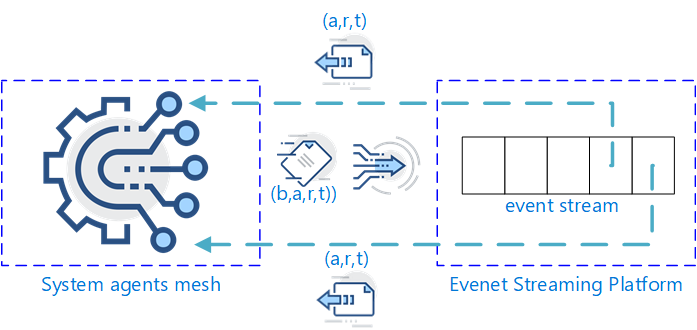 (a,r,t)
(b,a,r,t))
event stream
(a,r,t)
System agents mesh
Evenet Streaming Platform